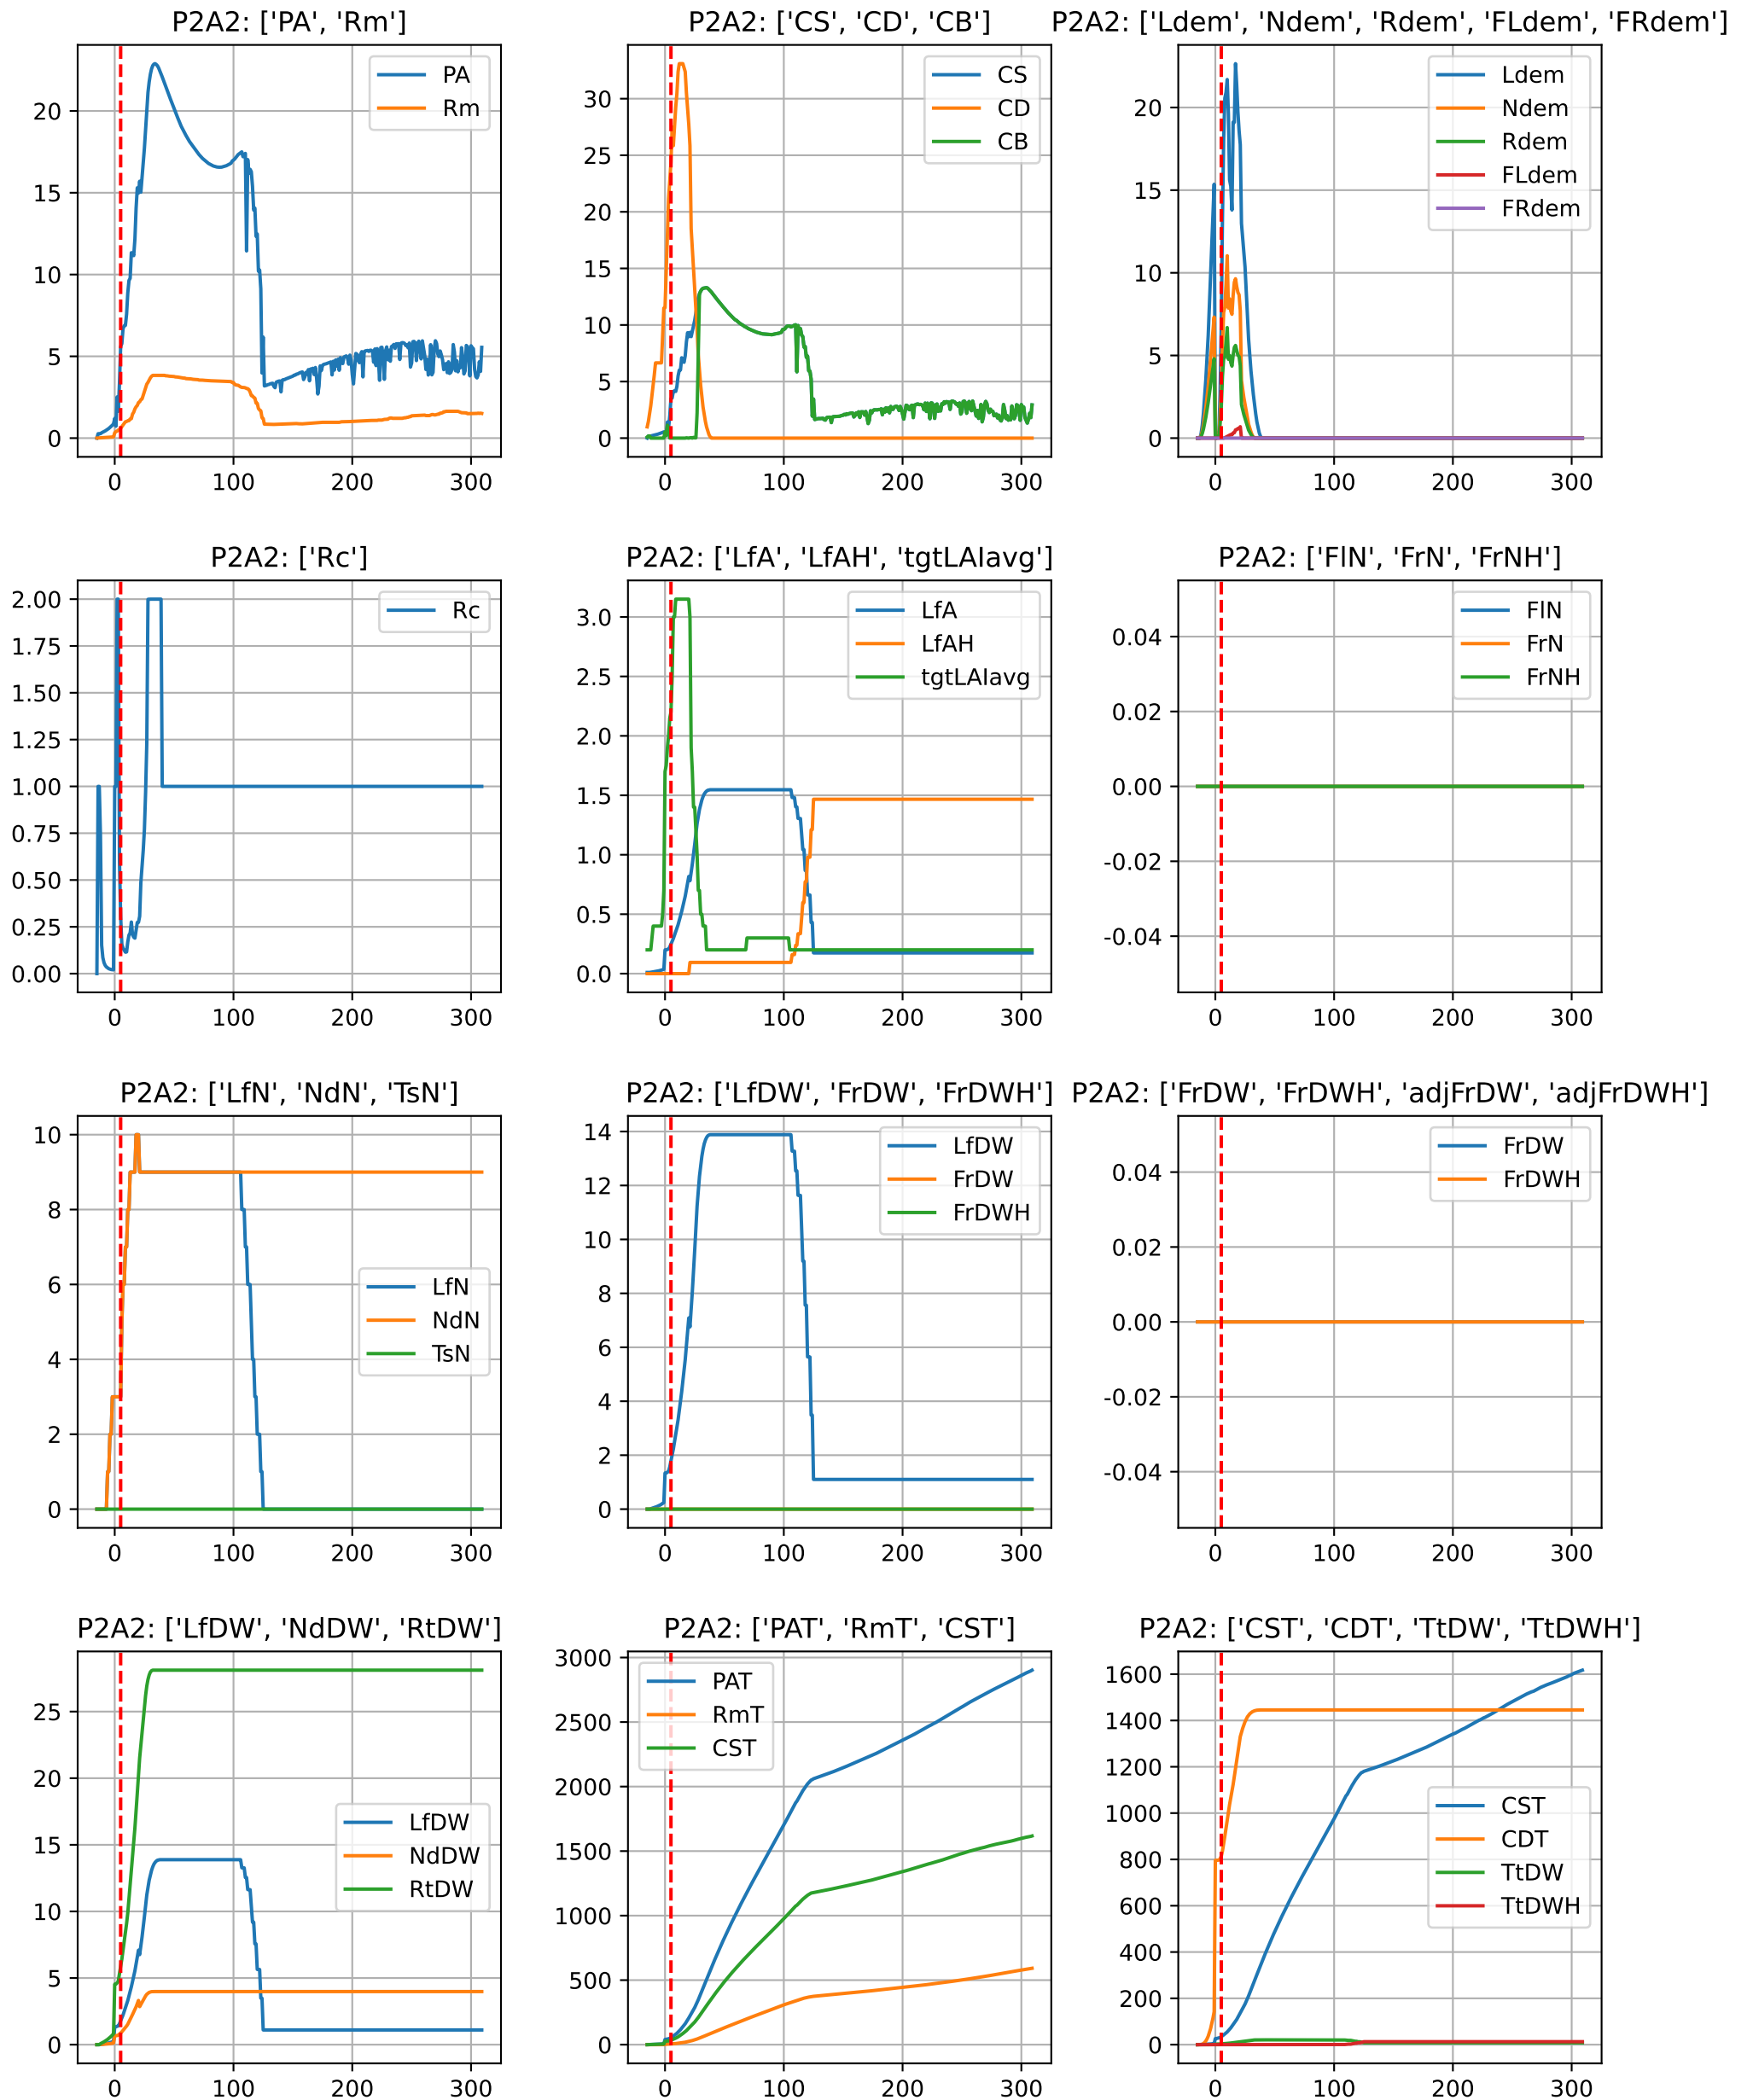 P2A2: ['PA', 'Rm']
PA
Rm
20
15
10
5
0
0 100 200 300
P2A2: ['CS', 'CD', 'CB']
CS
CD
CB
30
25
20
15
10
5
0
0 100 200 300
P2A2: ['Ldem', 'Ndem', 'Rdem', 'FLdem', 'FRdem']
Ldem
Ndem
Rdem
FLdem
FRdem
20
15
10
5
0
0 100 200 300
P2A2: ['Rc']
Rc
2.00
1.75
1.50
1.25
1.00
0.75
0.50
0.25
0.00
0 100 200 300
P2A2: ['LfA', 'LfAH', 'tgtLAIavg']
LfA
LfAH
tgtLAIavg
3.0
2.5
2.0
1.5
1.0
0.5
0.0
0 100 200 300
P2A2: ['FlN', 'FrN', 'FrNH']
FlN
FrN
FrNH
0.04
0.02
0.00
-0.02
-0.04
0 100 200 300
P2A2: ['LfN', 'NdN', 'TsN']
LfN
NdN
TsN
10
8
6
4
2
0
0 100 200 300
P2A2: ['LfDW', 'FrDW', 'FrDWH']
LfDW
FrDW
FrDWH
14
12
10
8
6
4
2
0
0 100 200 300
P2A2: ['FrDW', 'FrDWH', 'adjFrDW', 'adjFrDWH']
FrDW
FrDWH
0.04
0.02
0.00
-0.02
-0.04
0 100 200 300
P2A2: ['LfDW', 'NdDW', 'RtDW']
LfDW
NdDW
RtDW
25
20
15
10
5
0
0 100 200 300
P2A2: ['PAT', 'RmT', 'CST']
PAT
RmT
CST
3000
2500
2000
1500
1000
500
0
0 100 200 300
P2A2: ['CST', 'CDT', 'TtDW', 'TtDWH']
CST
CDT
TtDW
TtDWH
1600
1400
1200
1000
800
600
400
200
0
0 100 200 300